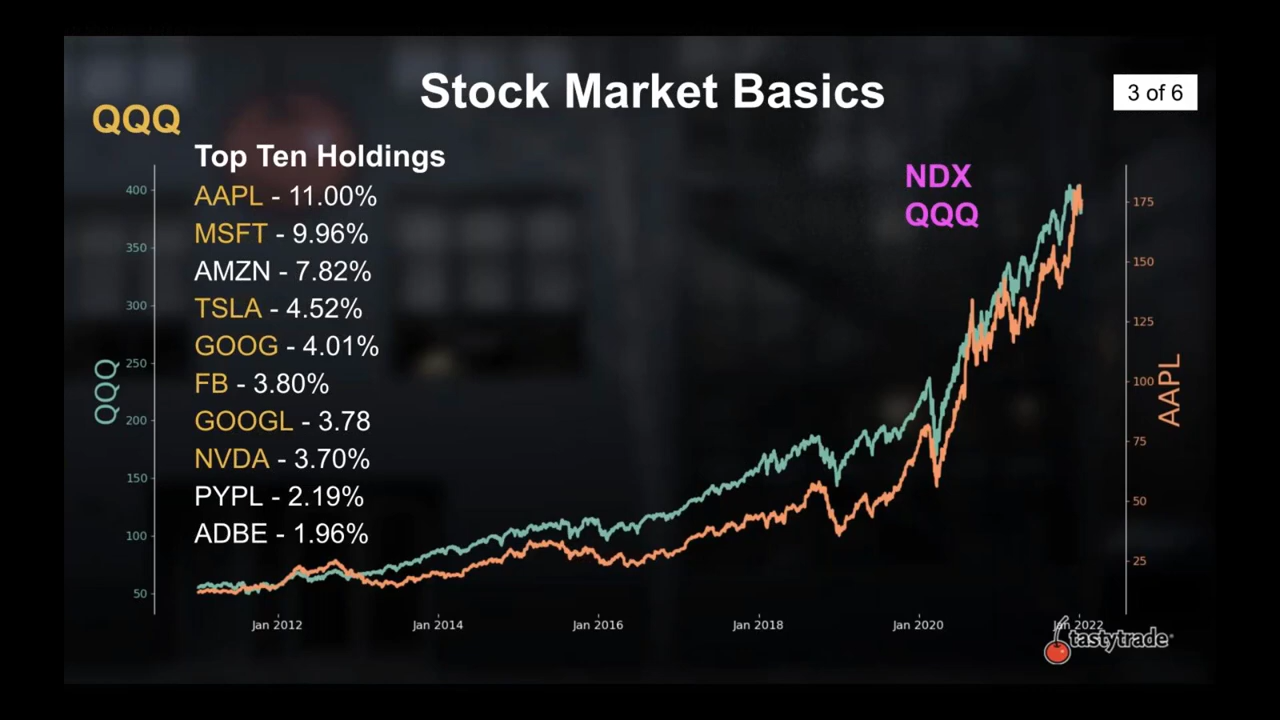 Stock Market Basics
3 of 6
QQQ
Top Ten Holdings
AAPL - 11.00%
MSFT - 9.96%
AMZN - 7.82%
TSLA - 4.52%
GOOG - 4.01%
FB - 3.80%
GOOGL - 3.78
NVDA - 3.70%
PYPL - 2.19%
ADBE - 1.96%
NDX
QQQ
400
350
300
250
200
150
100
50
QQQ
175
150
125
100
75
50
25
AAPL
Jan 2012
Jan 2014
Jan 2016
Jan 2018
Jan 2020
Jan 2022
tastytrade